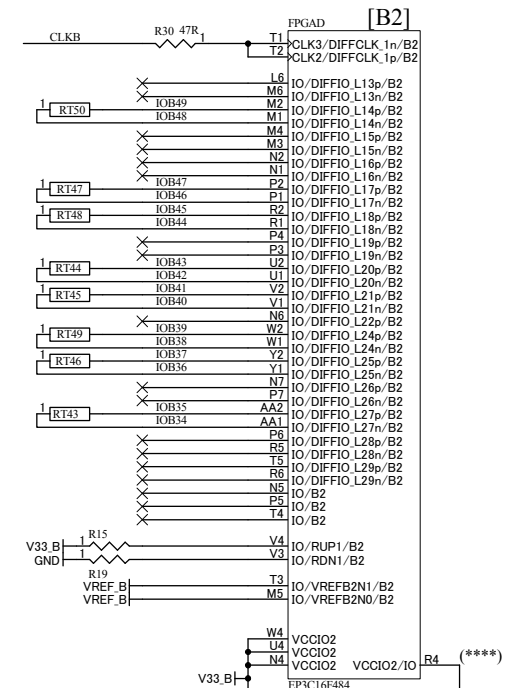 FPGAD [B2]
CLKB R30 47R 1 T1 CLK3/DIFFCLK_1n/B2
T2 CLK2/DIFFCLK_1p/B2
L6 IO/DIFFIO_L13p/B2
M6 IO/DIFFIO_L13n/B2
1 RT50 IOB49 M2 IO/DIFFIO_L14p/B2
IOB48 M1 IO/DIFFIO_L14n/B2
M4 IO/DIFFIO_L15p/B2
M3 IO/DIFFIO_L15n/B2
N2 IO/DIFFIO_L16p/B2
N1 IO/DIFFIO_L16n/B2
1 RT47 IOB47 P2 IO/DIFFIO_L17p/B2
IOB46 P1 IO/DIFFIO_L17n/B2
1 RT48 IOB45 R2 IO/DIFFIO_L18p/B2
IOB44 R1 IO/DIFFIO_L18n/B2
P4 IO/DIFFIO_L19p/B2
P3 IO/DIFFIO_L19n/B2
1 RT44 IOB43 U2 IO/DIFFIO_L20p/B2
IOB42 U1 IO/DIFFIO_L20n/B2
1 RT45 IOB41 V2 IO/DIFFIO_L21p/B2
IOB40 V1 IO/DIFFIO_L21n/B2
N6 IO/DIFFIO_L22p/B2
1 RT49 IOB39 W2 IO/DIFFIO_L24p/B2
IOB38 W1 IO/DIFFIO_L24n/B2
1 RT46 IOB37 Y2 IO/DIFFIO_L25p/B2
IOB36 Y1 IO/DIFFIO_L25n/B2
N7 IO/DIFFIO_L26p/B2
P7 IO/DIFFIO_L26n/B2
1 RT43 IOB35 AA2 IO/DIFFIO_L27p/B2
IOB34 AA1 IO/DIFFIO_L27n/B2
P6 IO/DIFFIO_L28p/B2
R5 IO/DIFFIO_L28n/B2
T5 IO/DIFFIO_L29p/B2
R6 IO/DIFFIO_L29n/B2
N5 IO/B2
P5 IO/B2
T4 IO/B2
V33_B 1 R15 V4 IO/RUP1/B2
GND 1 V3 IO/RDN1/B2
R19
VREF_B T3 IO/VREFB2N1/B2
VREF_B M5 IO/VREFB2N0/B2
W4 VCCIO2
U4 VCCIO2
N4 VCCIO2 VCCIO2/IO R4 (****)
V33_B
EP3C16F484